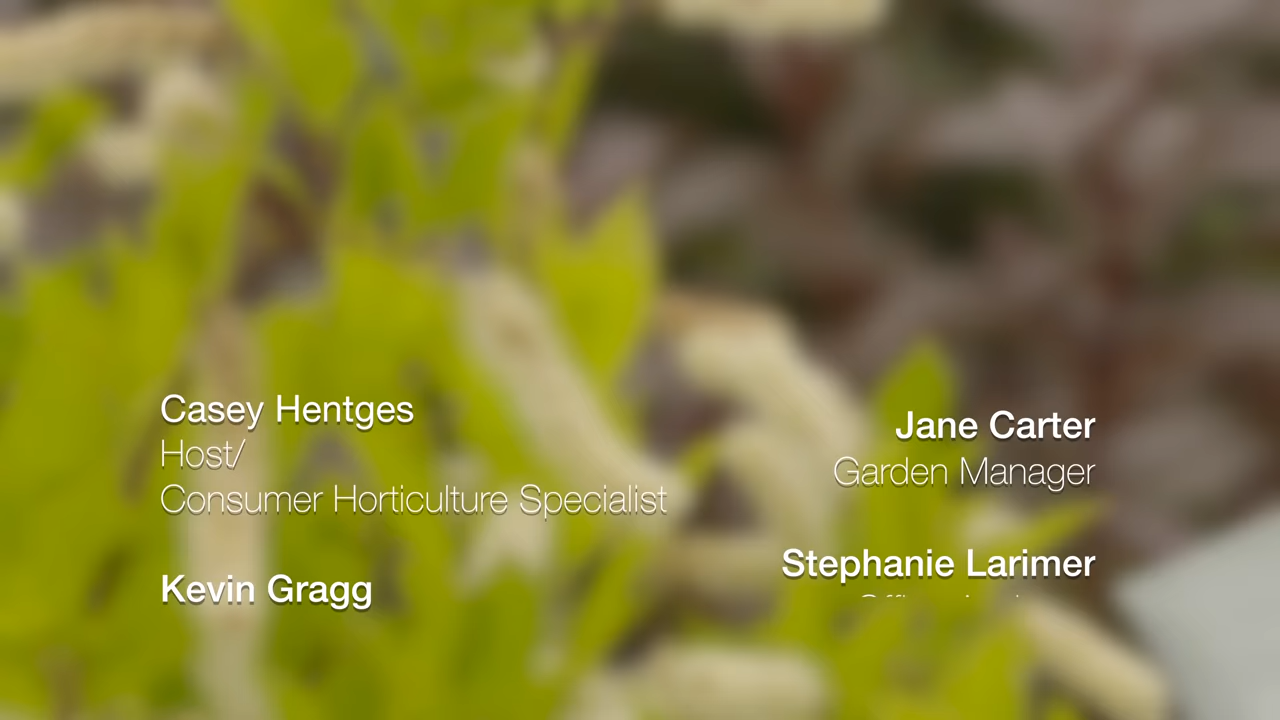 Casey Hentges
Host/
Consumer Horticulture Specialist
Kevin Gragg
Jane Carter
Garden Manager
Stephanie Larimer